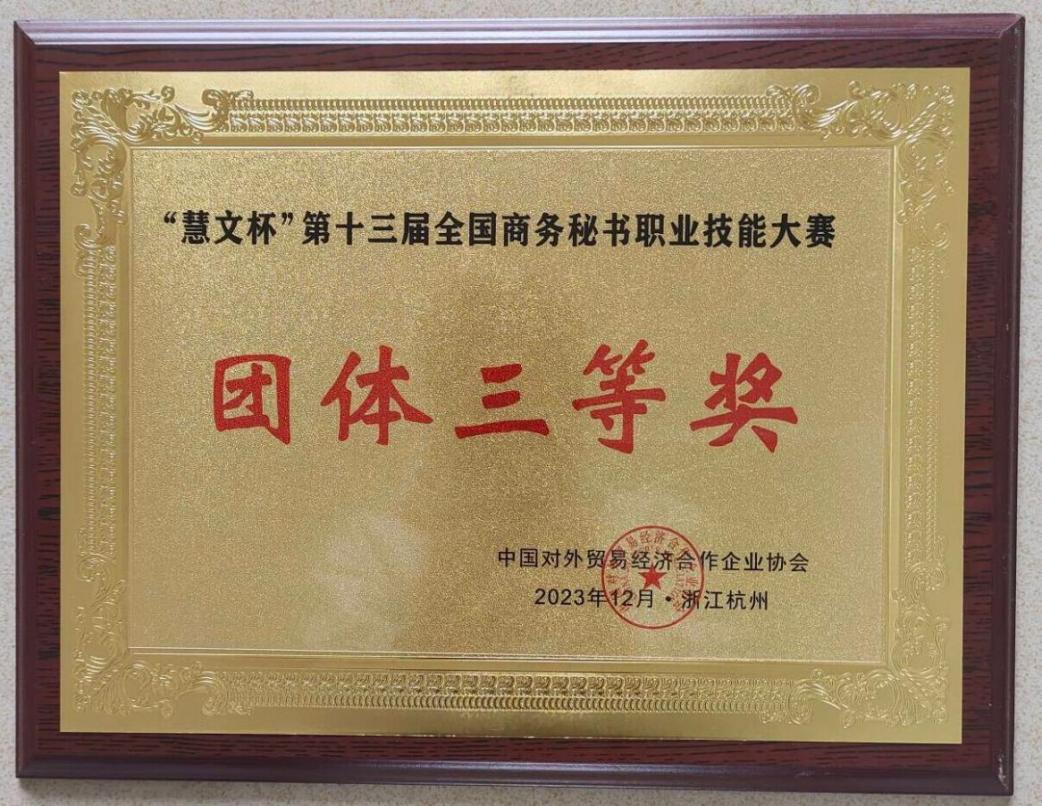 “慧文杯”第十三届全国商务秘书职业技能大赛
团体三等奖
中国对外贸易经济合作企业协会
2023年12月·浙江杭州